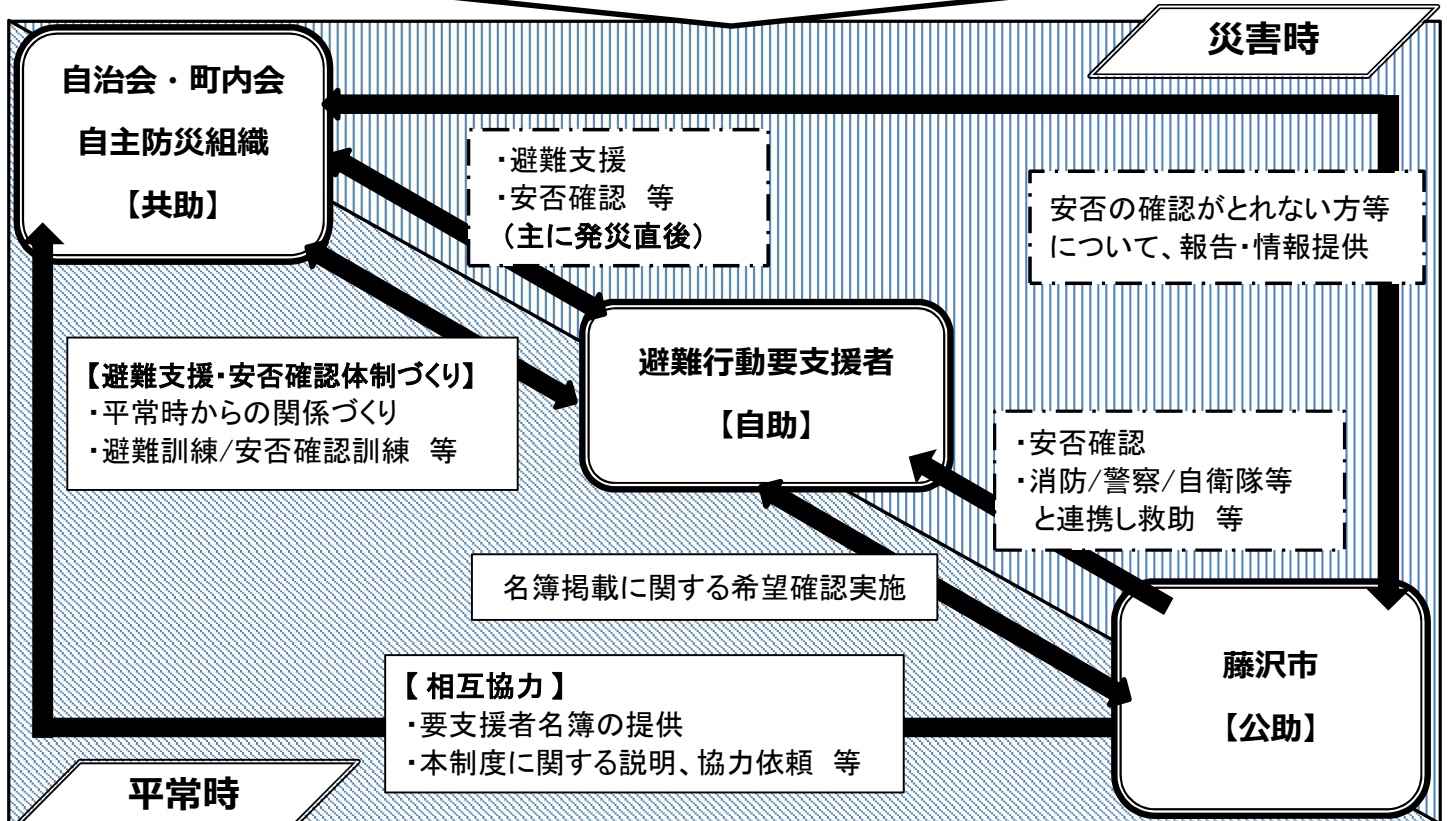 災害時
自治会・町内会
自主防災組織
【共助】
・避難支援
・安否確認　等
（主に発災直後）
安否の確認がとれない方等
について、報告・情報提供
避難行動要支援者
【自助】
【避難支援・安否確認体制づくり】
・平常時からの関係づくり
・避難訓練/安否確認訓練　等
・安否確認
・消防/警察/自衛隊等
と連携し救助　等
名簿掲載に関する希望確認実施
藤沢市
【公助】
【 相互協力 】
・要支援者名簿の提供
・本制度に関する説明、協力依頼　等
平常時